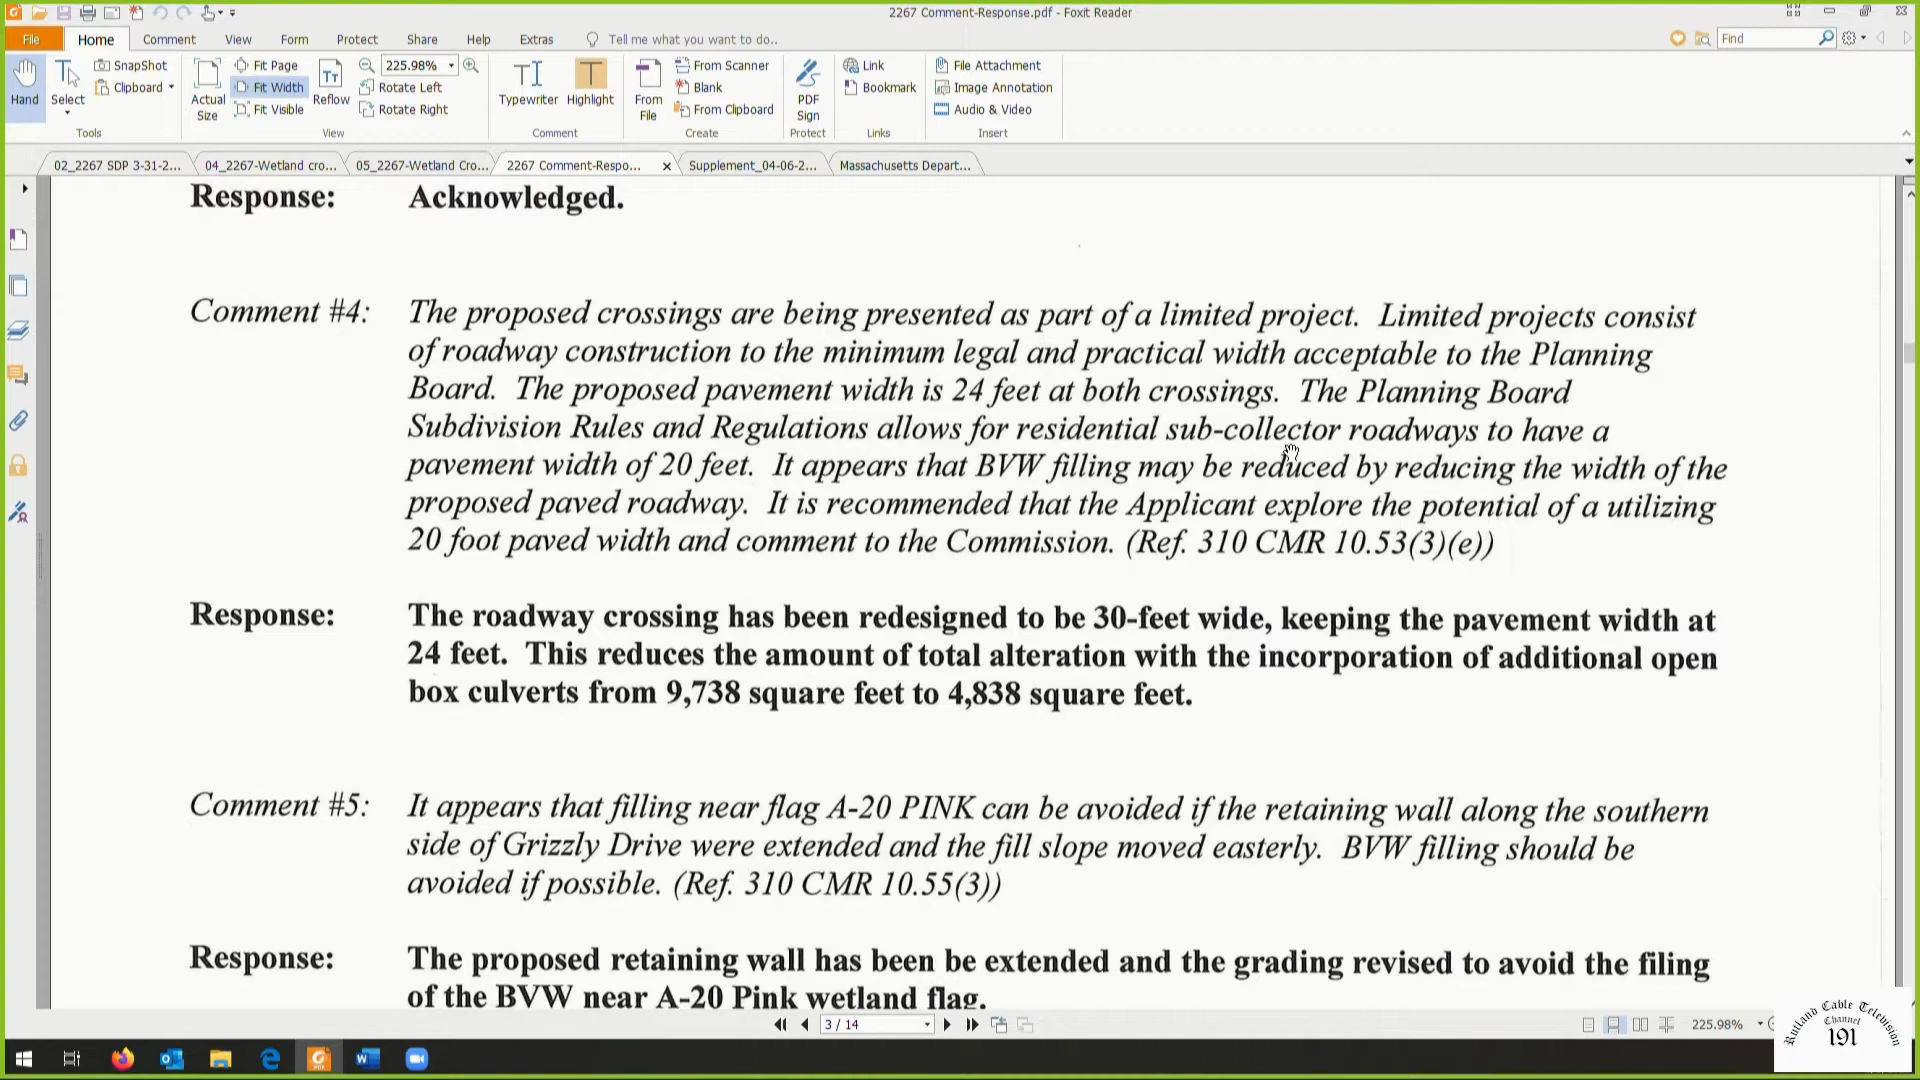 2267 Comment-Response.pdf - Foxit Reader
File Home Comment View Form Protect Share Help Extras Tell me what you want to do.. Find
Hand Select SnapShot Clipboard
Actual Size Fit Page Fit Width Fit Visible Reflow 225.98% Rotate Left Rotate Right
Typewriter Highlight
From File From Scanner Blank From Clipboard
PDF Sign Link Bookmark
File Attachment Image Annotation Audio & Video
Tools View Comment Create Protect Links Insert
02_2267 SDP 3-31-2... 04_2267-Wetland cro... 05_2267-Wetland Cro... 2267 Comment-Respo... Supplement_04-06-2... Massachusetts Depart...
Response: Acknowledged.
Comment #4: The proposed crossings are being presented as part of a limited project. Limited projects consist
of roadway construction to the minimum legal and practical width acceptable to the Planning
Board. The proposed pavement width is 24 feet at both crossings. The Planning Board
Subdivision Rules and Regulations allows for residential sub-collector roadways to have a
pavement width of 20 feet. It appears that BVW filling may be reduced by reducing the width of the
proposed paved roadway. It is recommended that the Applicant explore the potential of a utilizing
20 foot paved width and comment to the Commission. (Ref. 310 CMR 10.53(3)(e))
Response: The roadway crossing has been redesigned to be 30-feet wide, keeping the pavement width at
24 feet. This reduces the amount of total alteration with the incorporation of additional open
box culverts from 9,738 square feet to 4,838 square feet.
Comment #5: It appears that filling near flag A-20 PINK can be avoided if the retaining wall along the southern
side of Grizzly Drive were extended and the fill slope moved easterly. BVW filling should be
avoided if possible. (Ref. 310 CMR 10.55(3))
Response: The proposed retaining wall has been be extended and the grading revised to avoid the filing
of the BVW near A-20 Pink wetland flag.
3 / 14
225.98%
Rutland Cable Television
Channel
191